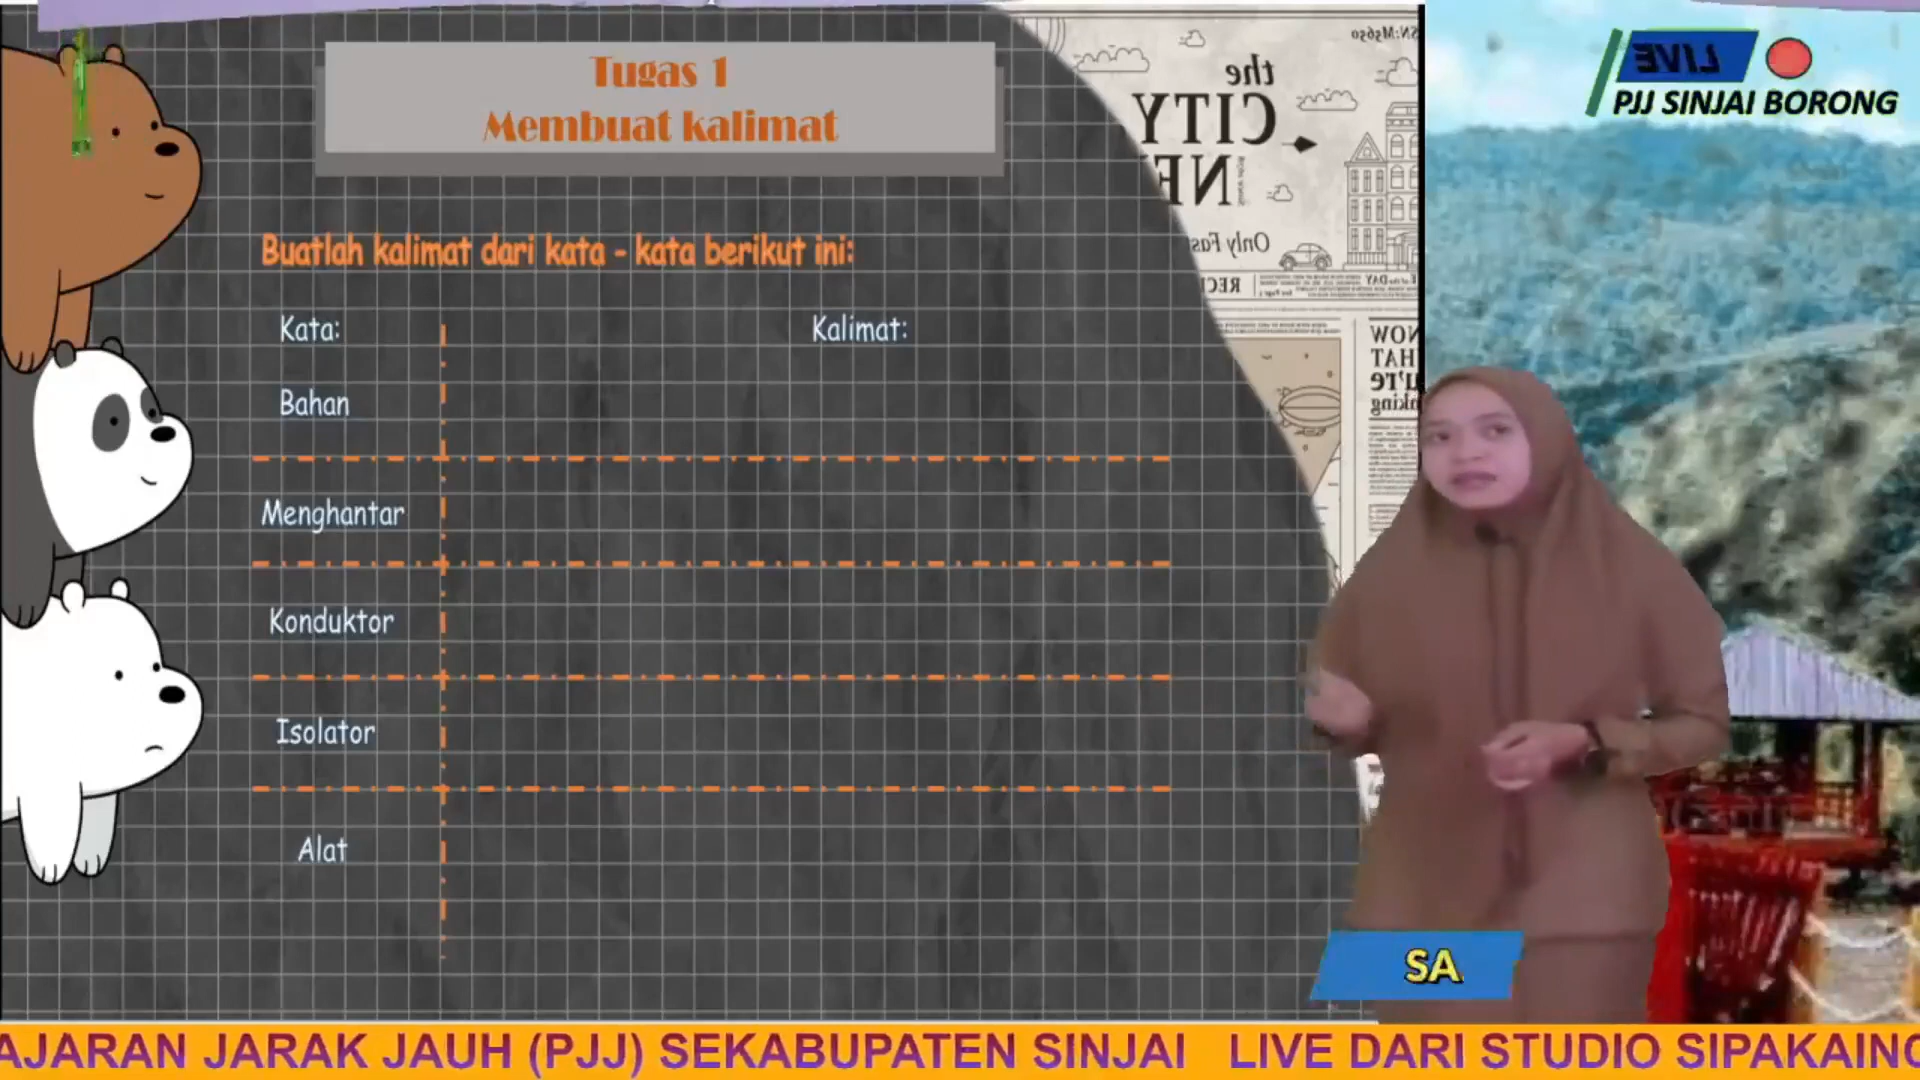 Tugas 1
Membuat kalimat
Buatlah kalimat dari kata - kata berikut ini:
Kata:
Kalimat:
Bahan
Menghantar
Konduktor
Isolator
Alat
the
CITY
Only
NOW
LIVE
PJJ SINJAI BORONG
SA
AJARAN JARAK JAUH (PJJ) SEKABUPATEN SINJAI LIVE DARI STUDIO